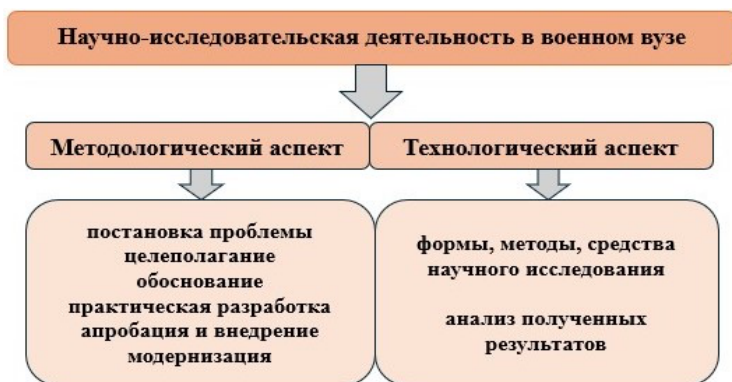 Научно-исследовательская деятельность в военном вузе
Методологический аспект
Технологический аспект
постановка проблемы
целеполагание
обоснование
практическая разработка
апробация и внедрение
модернизация
формы, методы, средства
научного исследования
анализ полученных
результатов